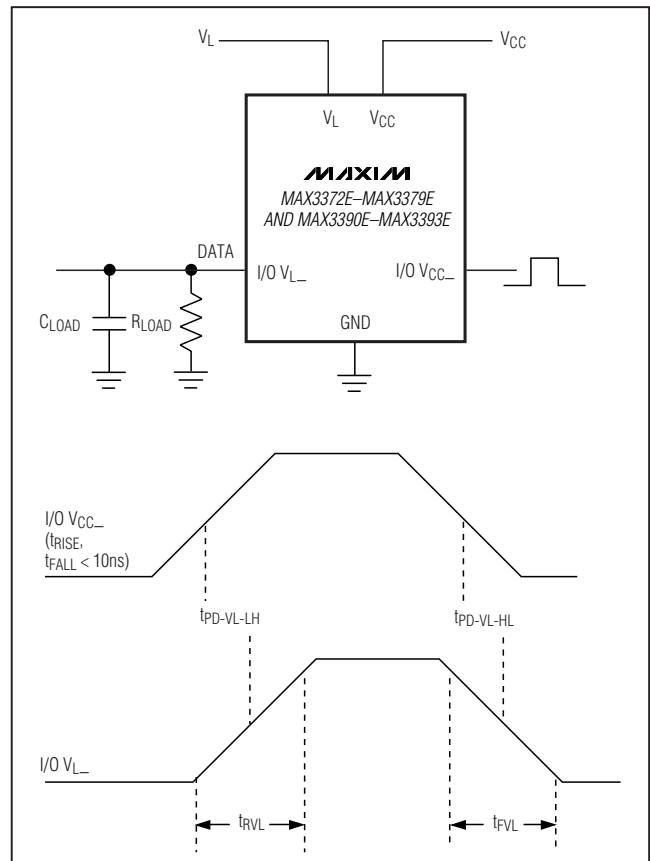 VL
VCC
VL VCC
MAXIM
MAX3372E–MAX3379E
AND MAX3390E–MAX3393E
DATA
I/O VL_
I/O VCC_
CLOAD
RLOAD
GND
I/O VCC_
(tRISE,
tFALL < 10ns)
tPD-VL-LH
tPD-VL-HL
I/O VL_
tRVL
tFVL